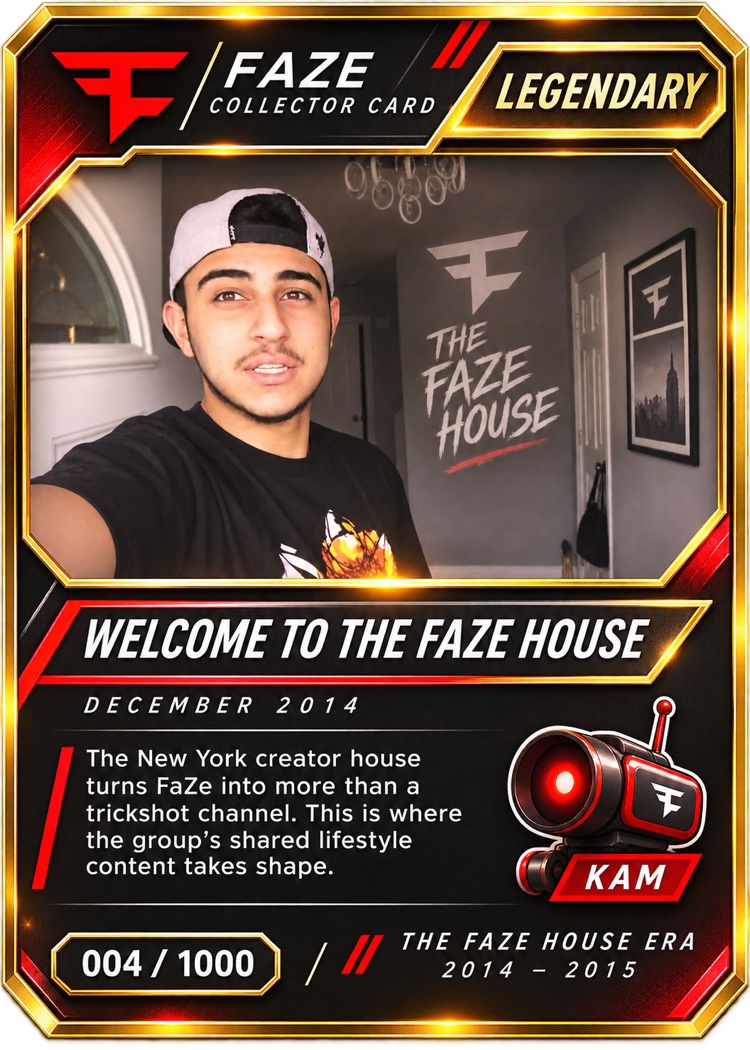 FAZE
COLLECTOR CARD
LEGENDARY
THE
FAZE
HOUSE
WELCOME TO THE FAZE HOUSE
DECEMBER 2014
The New York creator house
turns FaZe into more than a
trickshot channel. This is where
the group’s shared lifestyle
content takes shape.
KAM
004 / 1000
THE FAZE HOUSE ERA
2014 – 2015